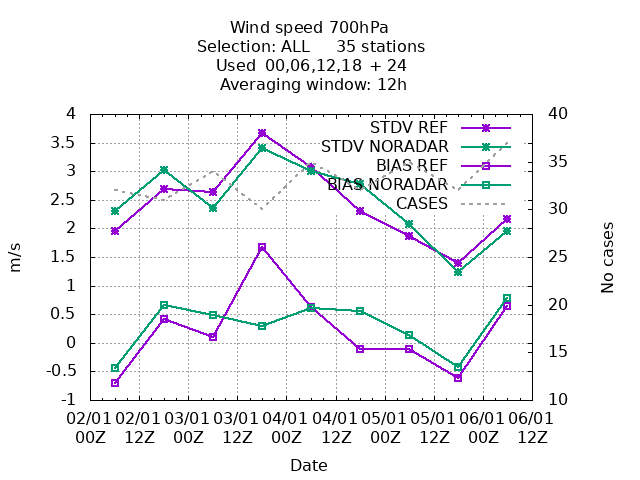 Wind speed 700hPa
Selection: ALL 35 stations
Used 00,06,12,18 + 24
Averaging window: 12h
4
3.5
3
2.5
2
1.5
1
0.5
0
-0.5
-1
m/s
40
35
30
25
20
15
10
No cases
STDV REF
STDV NORADAR
BIAS REF
BIAS NORADAR
CASES
02/01 02/01 03/01 03/01 04/01 04/01 05/01 05/01 06/01 06/01
00Z 12Z 00Z 12Z 00Z 12Z 00Z 12Z 00Z 12Z
Date